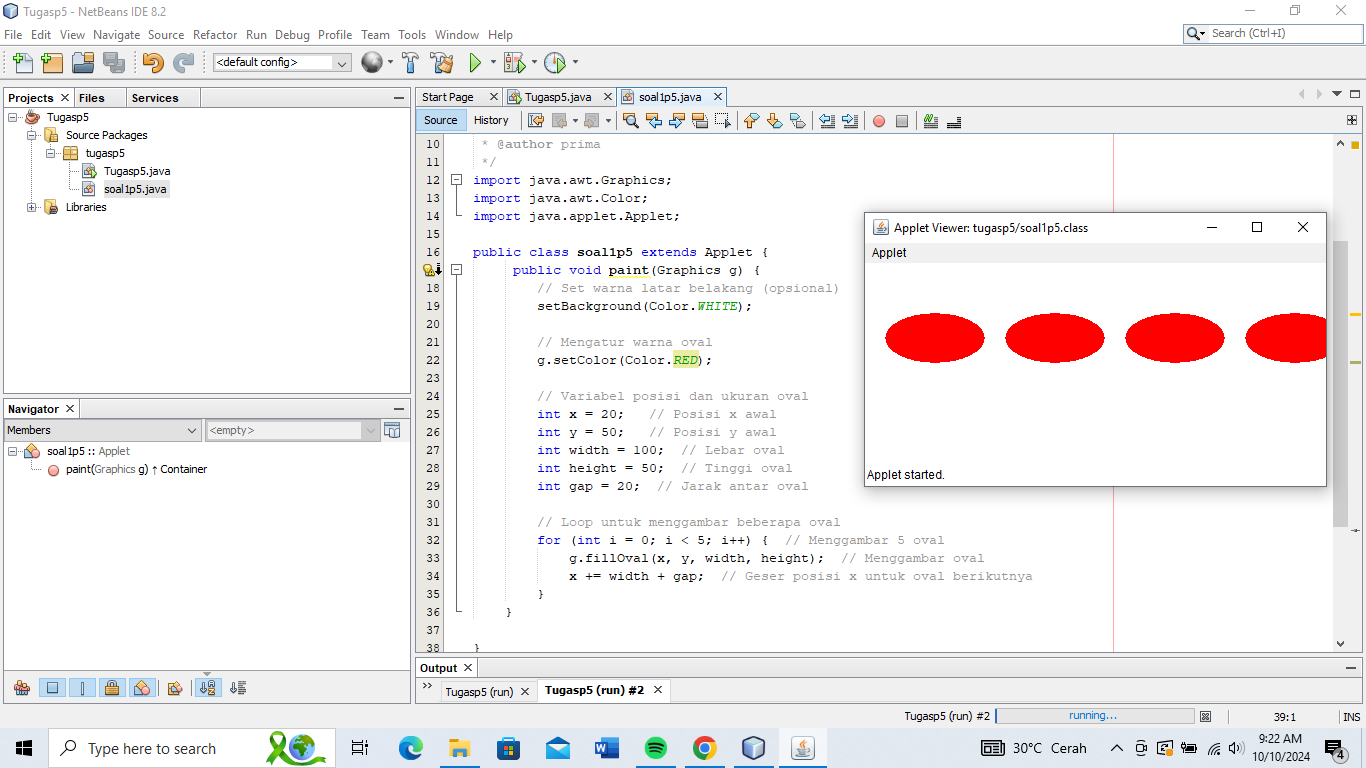 Tugasp5 - NetBeans IDE 8.2
File Edit View Navigate Source Refactor Run Debug Profile Team Tools Window Help
Search (Ctrl+I)
<default config>
Projects Files Services
Tugasp5
Source Packages
tugasp5
Tugasp5.java
soal1p5.java
Libraries
Navigator
Members
<empty>
soal1p5 :: Applet
paint(Graphics g) ↑ Container
Start Page Tugasp5.java soal1p5.java
Source History
10 * @author prima
11 */
12 import java.awt.Graphics;
13 import java.awt.Color;
14 import java.applet.Applet;
15
16 public class soal1p5 extends Applet {
public void paint(Graphics g) {
18 // Set warna latar belakang (opsional)
19 setBackground(Color.WHITE);
20
21 // Mengatur warna oval
22 g.setColor(Color.RED);
23
24 // Variabel posisi dan ukuran oval
25 int x = 20; // Posisi x awal
26 int y = 50; // Posisi y awal
27 int width = 100; // Lebar oval
28 int height = 50; // Tinggi oval
29 int gap = 20; // Jarak antar oval
30
31 // Loop untuk menggambar beberapa oval
32 for (int i = 0; i < 5; i++) { // Menggambar 5 oval
33 g.fillOval(x, y, width, height); // Menggambar oval
34 x += width + gap; // Geser posisi x untuk oval berikutnya
35 }
36 }
37
38 }
Applet Viewer: tugasp5/soal1p5.class
Applet
Applet started.
Output
Tugasp5 (run) Tugasp5 (run) #2
Tugasp5 (run) #2 running... 39:1 INS
Type here to search
30°C Cerah
9:22 AM
10/10/2024
4